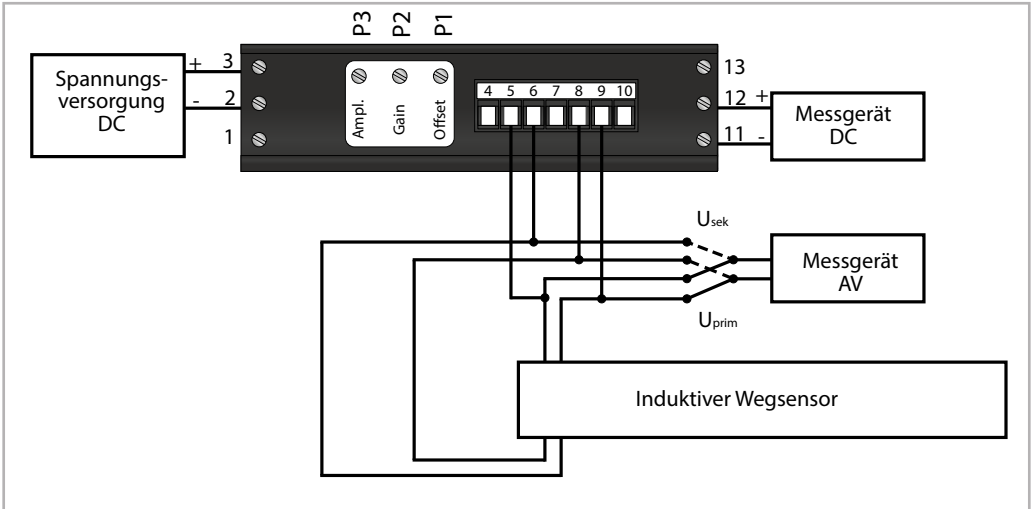 P3
P2
P1
Spannungs-
versorgung
DC
+ 3
- 2
1
Ampl.
Gain
Offset
4 5 6 7 8 9 10
13
12 +
11 -
Messgerät
DC
Usek
Messgerät
AV
Uprim
Induktiver Wegsensor